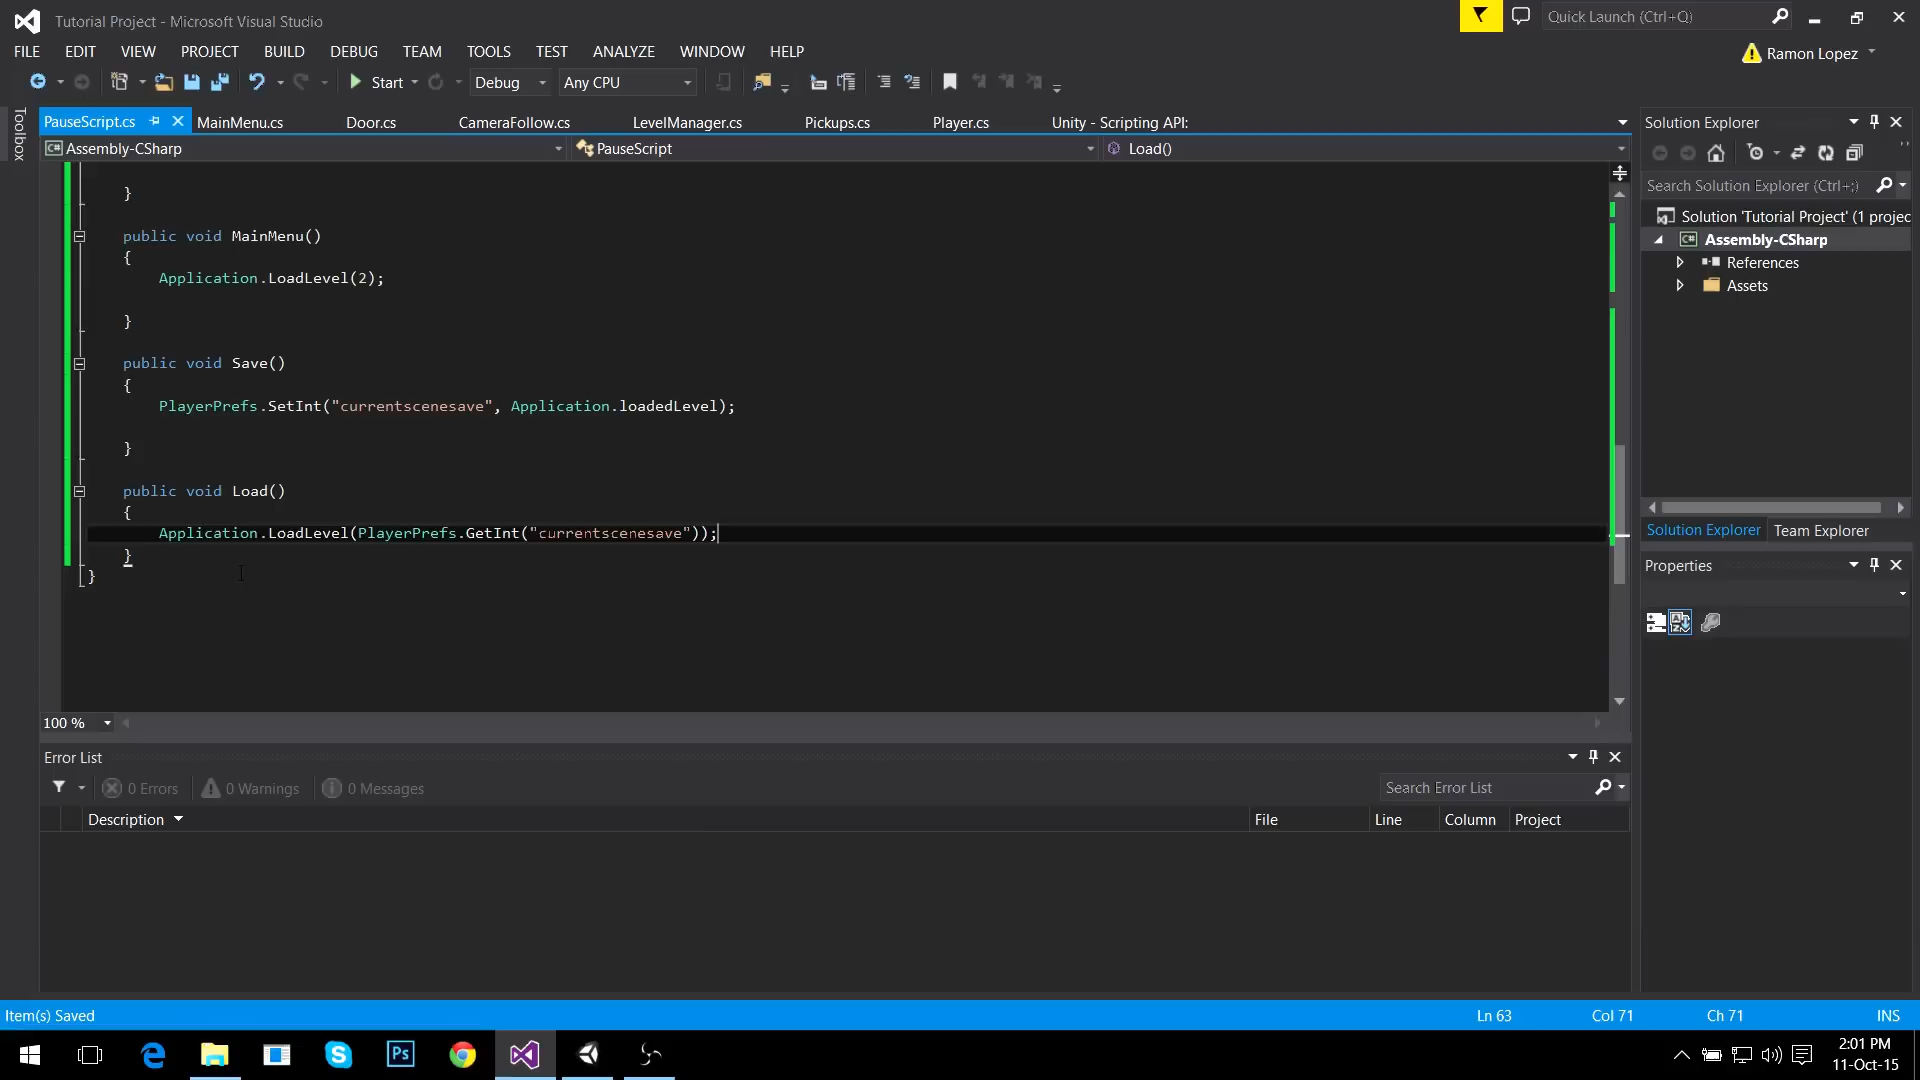 Tutorial Project - Microsoft Visual Studio
Quick Launch (Ctrl+Q)
FILE EDIT VIEW PROJECT BUILD DEBUG TEAM TOOLS TEST ANALYZE WINDOW HELP
Ramon Lopez
Start Debug Any CPU
Toolbox
PauseScript.cs MainMenu.cs Door.cs CameraFollow.cs LevelManager.cs Pickups.cs Player.cs Unity - Scripting API:
Assembly-CSharp PauseScript Load()
}
public void MainMenu()
{
Application.LoadLevel(2);
}
public void Save()
{
PlayerPrefs.SetInt("currentscenesave", Application.loadedLevel);
}
public void Load()
{
Application.LoadLevel(PlayerPrefs.GetInt("currentscenesave"));
}
}
100 %
Solution Explorer
Search Solution Explorer (Ctrl+;)
Solution 'Tutorial Project' (1 projec
Assembly-CSharp
References
Assets
Solution Explorer Team Explorer
Properties
Error List
0 Errors 0 Warnings 0 Messages
Search Error List
Description File Line Column Project
Item(s) Saved Ln 63 Col 71 Ch 71 INS
2:01 PM
11-Oct-15